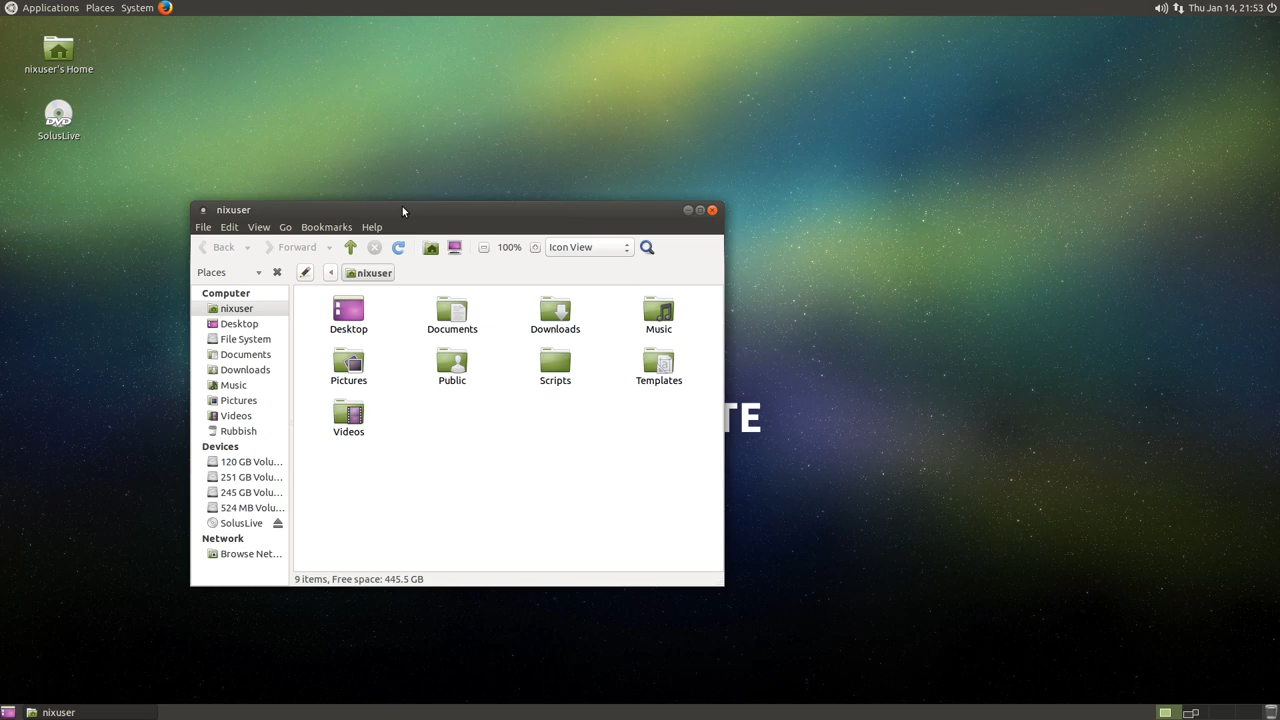 Applications Places System Thu Jan 14, 21:53
nixuser's Home
DVD
SolusLive
nixuser
File Edit View Go Bookmarks Help
Back Forward 100% Icon View
Places nixuser
Computer
nixuser
Desktop
File System
Documents
Downloads
Music
Pictures
Videos
Rubbish
Devices
120 GB Volu...
251 GB Volu...
245 GB Volu...
524 MB Volu...
SolusLive
Network
Browse Net...
Desktop Documents Downloads Music
Pictures Public Scripts Templates
Videos
TE
9 items, Free space: 445.5 GB
nixuser